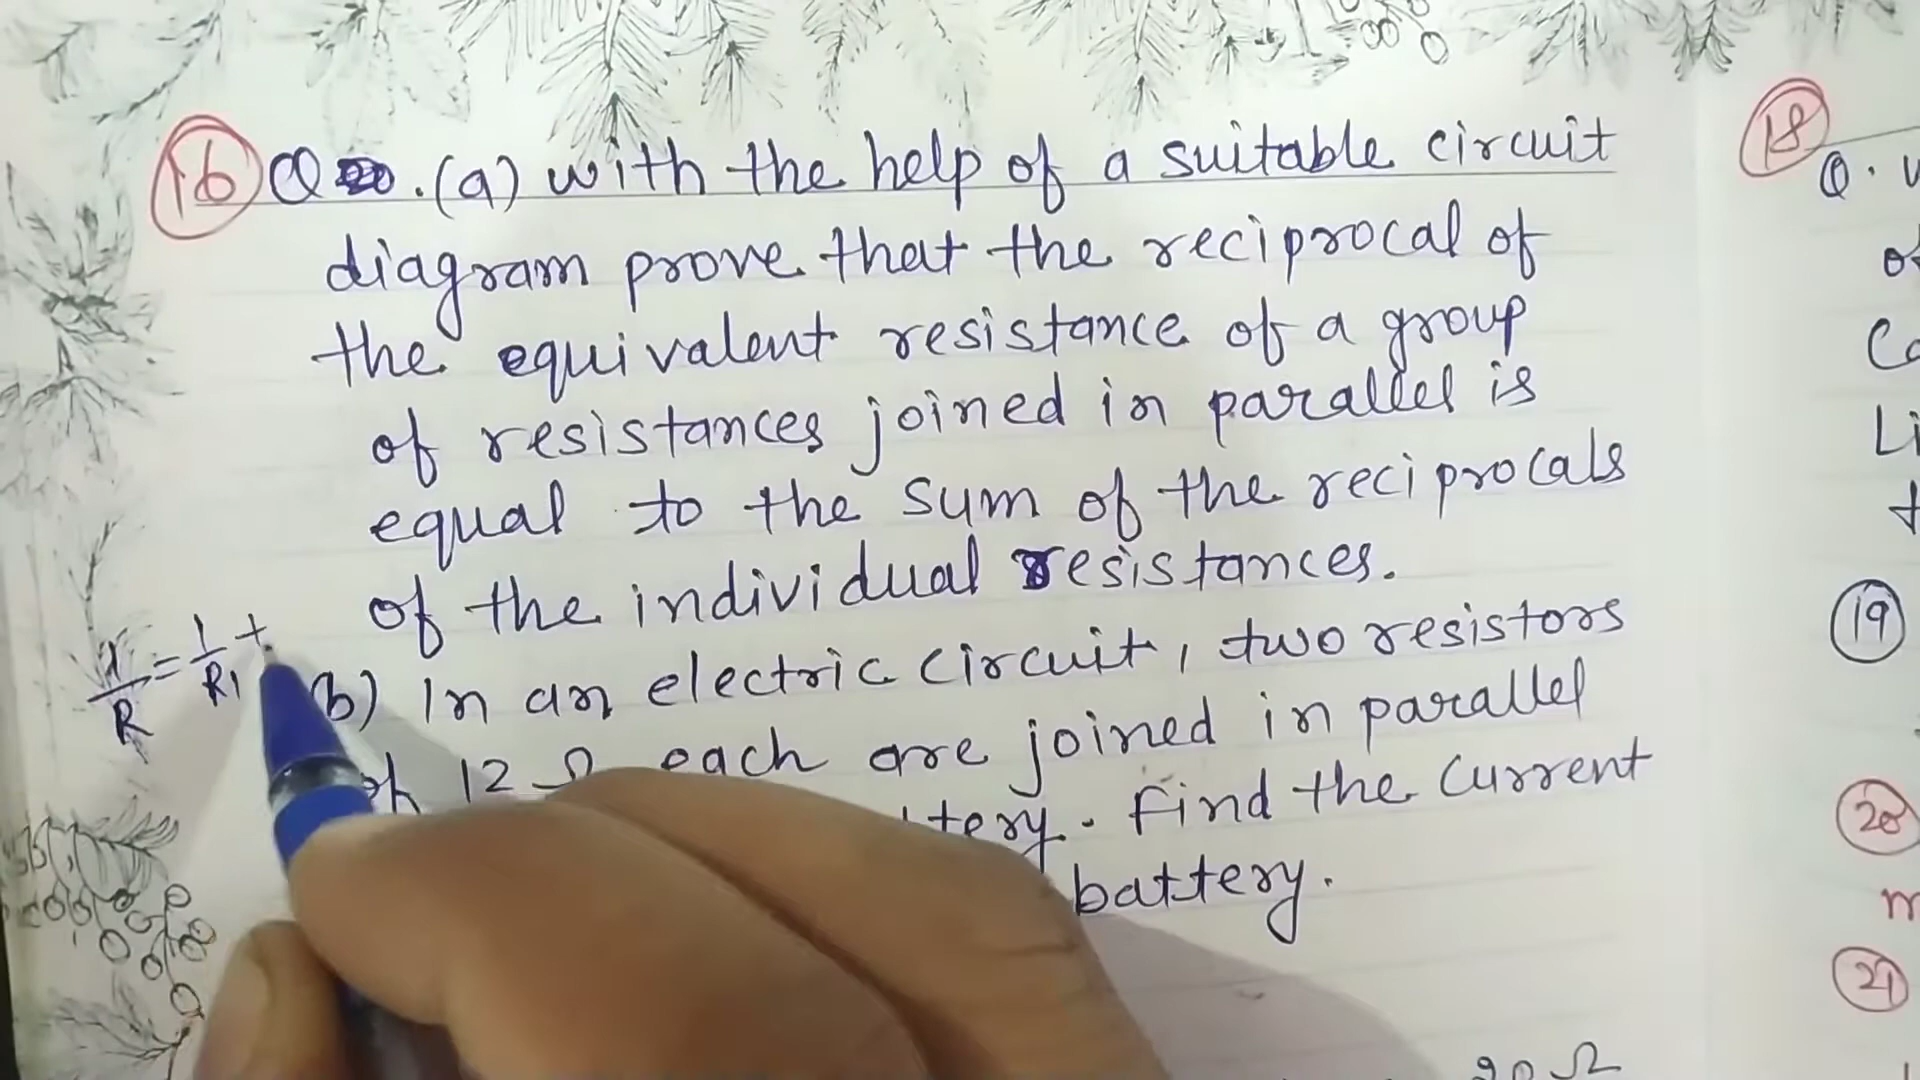 16 Q . (a) with the help of a suitable circuit
diagram prove that the reciprocal of
the equivalent resistance of a group
of resistances joined in parallel is
equal to the sum of the reciprocals
of the individual resistances.
1/R = 1/R1 +
(b) In an electric circuit, two resistors
of 12 Ω each are joined in parallel
Find the current
battery.
20 Ω
18
Q.
19
20
21